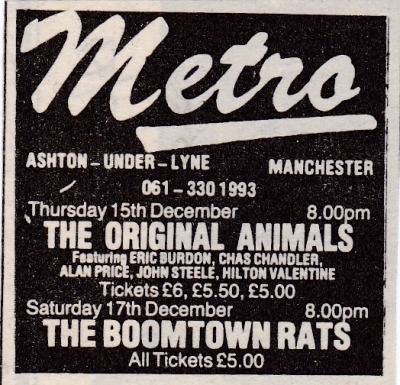 Metro
ASHTON-UNDER-LYNE MANCHESTER
061-330 1993
Thursday 15th December 8.00pm
THE ORIGINAL ANIMALS
Featuring ERIC BURDON, CHAS CHANDLER,
ALAN PRICE, JOHN STEELE, HILTON VALENTINE
Tickets £6, £5.50, £5.00
Saturday 17th December 8.00pm
THE BOOMTOWN RATS
All Tickets £5.00